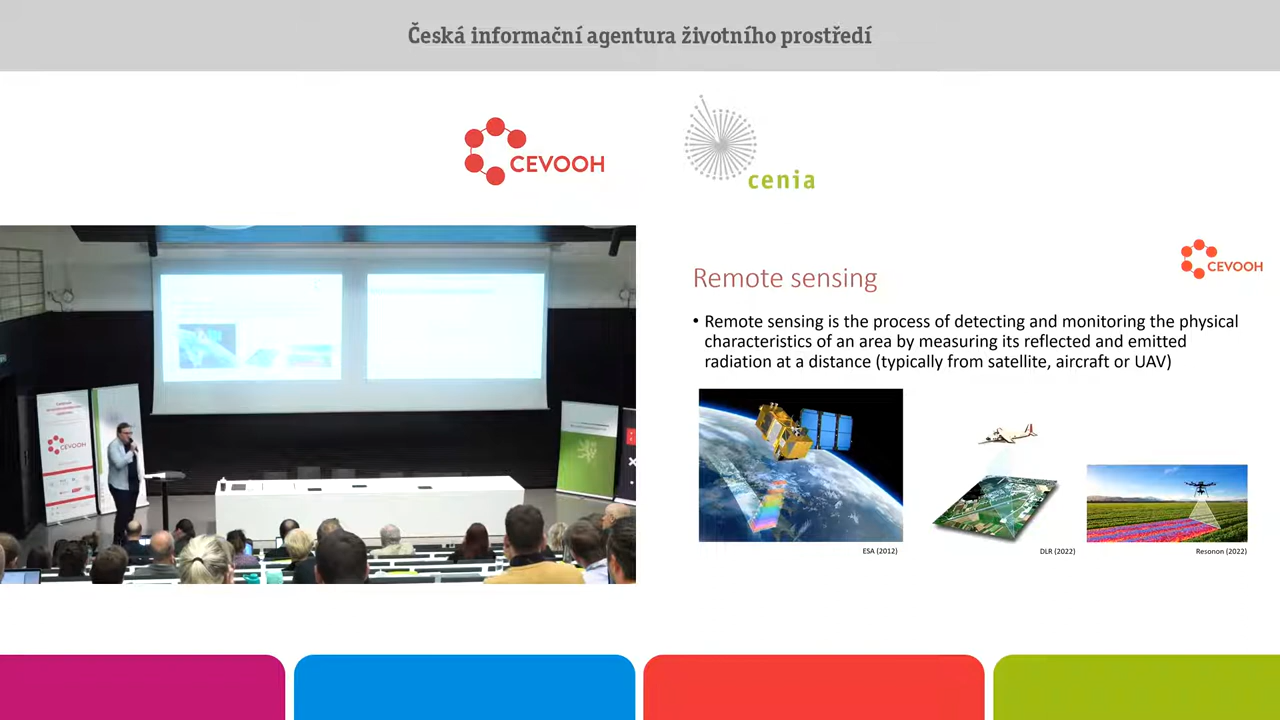 Česká informační agentura životního prostředí
CEVOOH
cenia
CEVOOH
Remote sensing
• Remote sensing is the process of detecting and monitoring the physical
characteristics of an area by measuring its reflected and emitted
radiation at a distance (typically from satellite, aircraft or UAV)
ESA (2012)
DLR (2022)
Resonon (2022)
CEVOOH